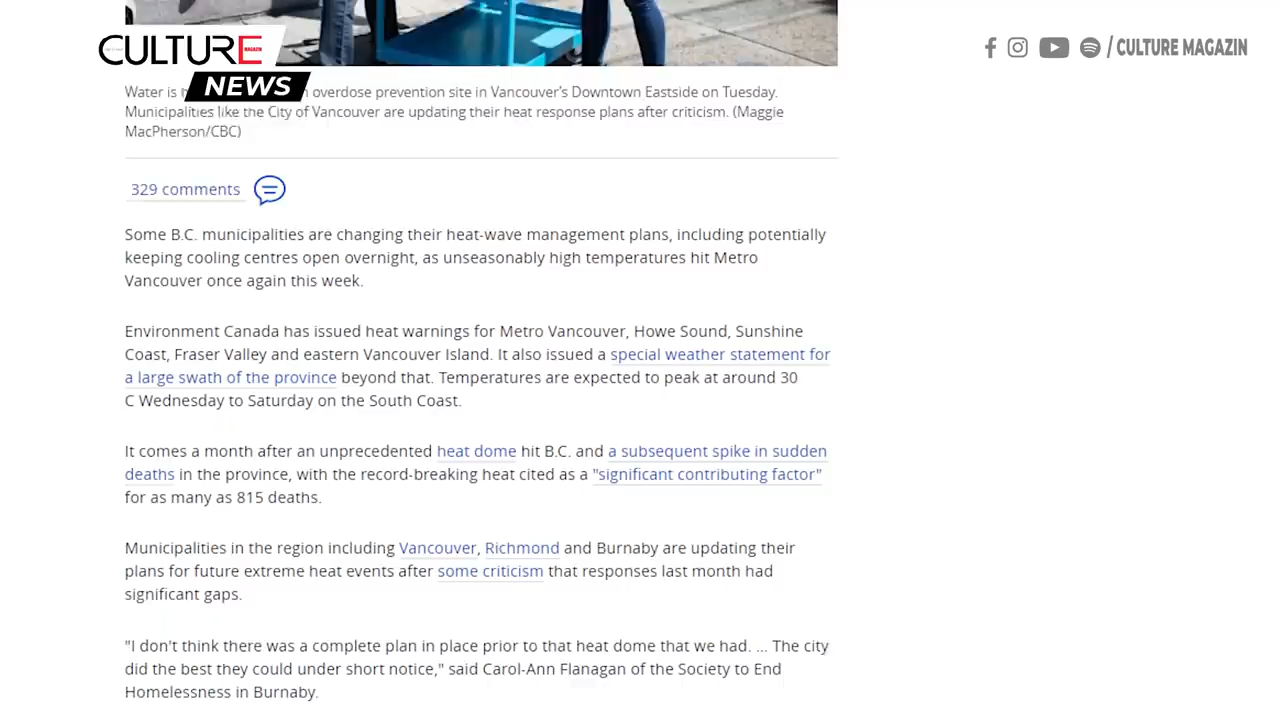 CULTURE
MAGAZIN
NEWS
/ CULTURE MAGAZIN
Water is overdose prevention site in Vancouver's Downtown Eastside on Tuesday.
Municipalities like the City of Vancouver are updating their heat response plans after criticism. (Maggie
MacPherson/CBC)
329 comments
Some B.C. municipalities are changing their heat-wave management plans, including potentially
keeping cooling centres open overnight, as unseasonably high temperatures hit Metro
Vancouver once again this week.
Environment Canada has issued heat warnings for Metro Vancouver, Howe Sound, Sunshine
Coast, Fraser Valley and eastern Vancouver Island. It also issued a special weather statement for
a large swath of the province beyond that. Temperatures are expected to peak at around 30
C Wednesday to Saturday on the South Coast.
It comes a month after an unprecedented heat dome hit B.C. and a subsequent spike in sudden
deaths in the province, with the record-breaking heat cited as a "significant contributing factor"
for as many as 815 deaths.
Municipalities in the region including Vancouver, Richmond and Burnaby are updating their
plans for future extreme heat events after some criticism that responses last month had
significant gaps.
"I don't think there was a complete plan in place prior to that heat dome that we had. ... The city
did the best they could under short notice," said Carol-Ann Flanagan of the Society to End
Homelessness in Burnaby.